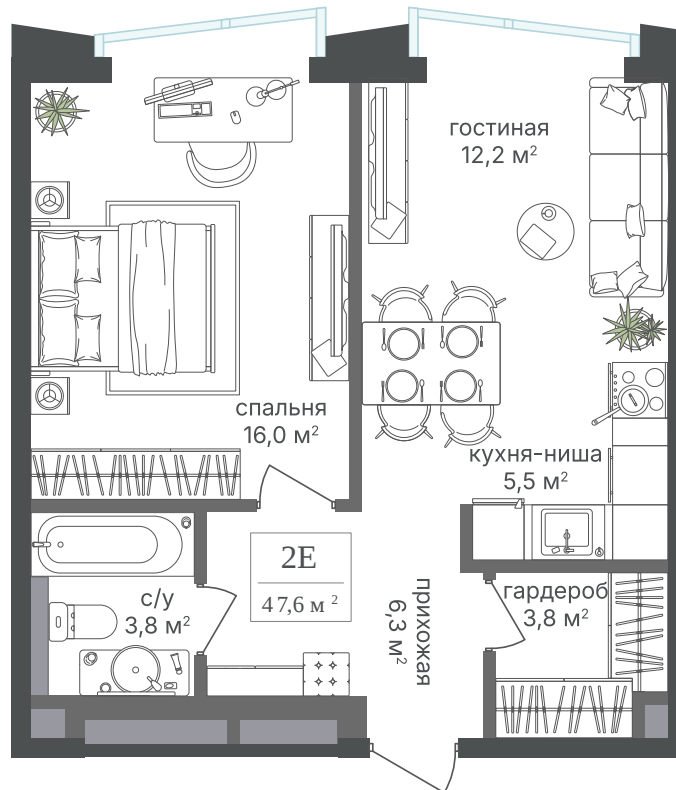 гостиная
12,2 м²
спальня
16,0 м²
кухня-ниша
5,5 м²
2Е
47,6 м ²
с/у
3,8 м²
прихожая
6,3 м²
гардероб
3,8 м²